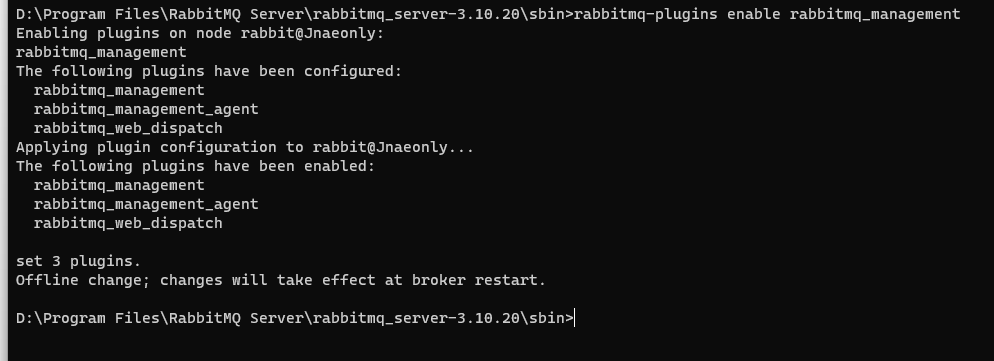 D:\Program Files\RabbitMQ Server\rabbitmq_server-3.10.20\sbin>rabbitmq-plugins enable rabbitmq_management
Enabling plugins on node rabbit@Jnaeonly:
rabbitmq_management
The following plugins have been configured:
  rabbitmq_management
  rabbitmq_management_agent
  rabbitmq_web_dispatch
Applying plugin configuration to rabbit@Jnaeonly...
The following plugins have been enabled:
  rabbitmq_management
  rabbitmq_management_agent
  rabbitmq_web_dispatch

set 3 plugins.
Offline change; changes will take effect at broker restart.

D:\Program Files\RabbitMQ Server\rabbitmq_server-3.10.20\sbin>